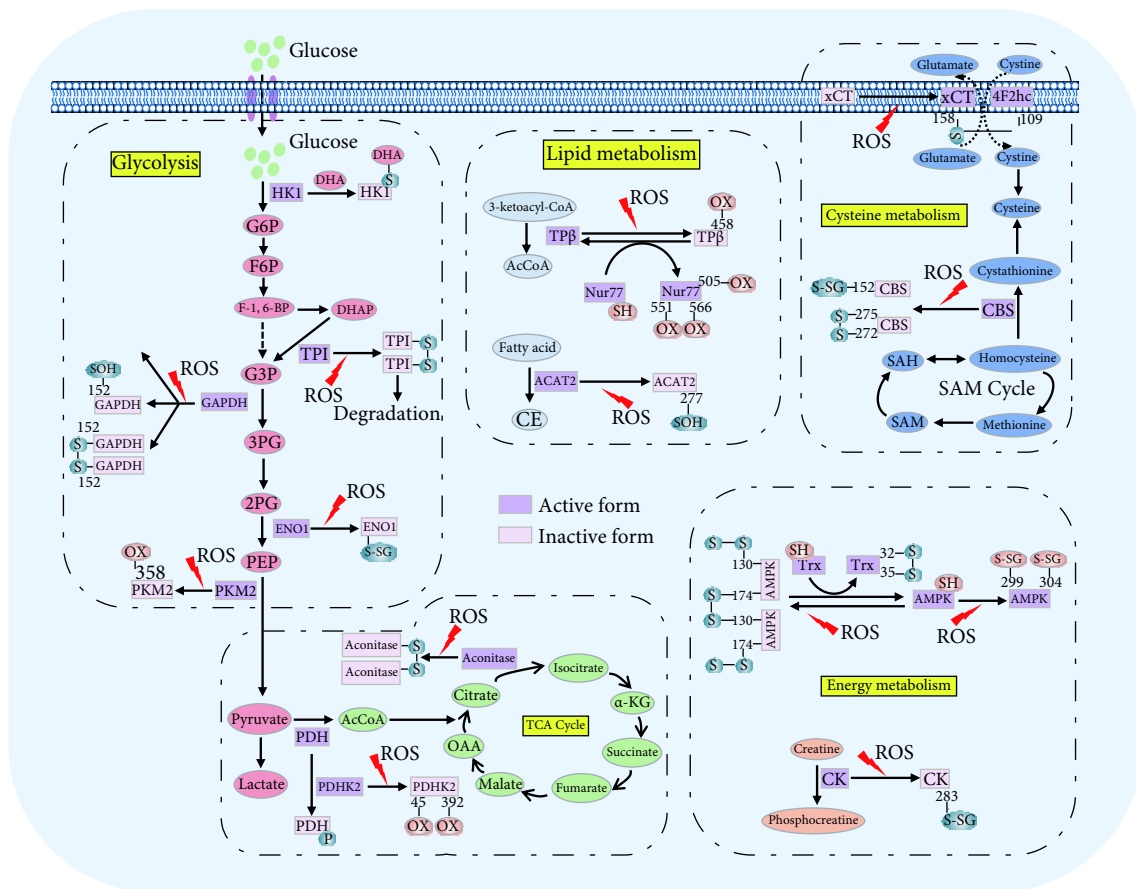 Glucose
Glutamate
Cystine
xCT
xCT
4F2hc
158
109
ROS
S
Glutamate
Cystine
Cysteine
Cysteine metabolism
Cystathionine
ROS
S-SG
152
CBS
S
275
S
272
CBS
CBS
SAH
Homocysteine
SAM Cycle
SAM
Methionine
Glycolysis
Glucose
DHA
S
HK1
DHA
HK1
G6P
F6P
F-1, 6-BP
DHAP
TPI
TPI
S
TPI
S
ROS
Degradation
G3P
ROS
SOH
152
GAPDH
GAPDH
152
S
GAPDH
S
GAPDH
152
3PG
2PG
ROS
ENO1
ENO1
S-SG
PEP
OX
358
ROS
PKM2
PKM2
Lipid metabolism
3-ketoacyl-CoA
ROS
OX
458
TPβ
TPβ
AcCoA
Nur77
SH
Nur77
505
OX
551
566
OX
OX
Fatty acid
ACAT2
ACAT2
ROS
277
SOH
CE
Active form
Inactive form
Aconitase
S
Aconitase
S
ROS
Aconitase
Isocitrate
Citrate
α-KG
TCA Cycle
Pyruvate
AcCoA
PDH
OAA
Succinate
Malate
Fumarate
Lactate
ROS
PDHK2
PDHK2
45
392
OX
OX
PDH
P
S
S
130
AMPK
S
174
S
130
AMPK
174
S
S
SH
Trx
Trx
32
S
35
S
SH
AMPK
S-SG
S-SG
299
304
AMPK
ROS
ROS
Energy metabolism
Creatine
ROS
CK
CK
283
S-SG
Phosphocreatine